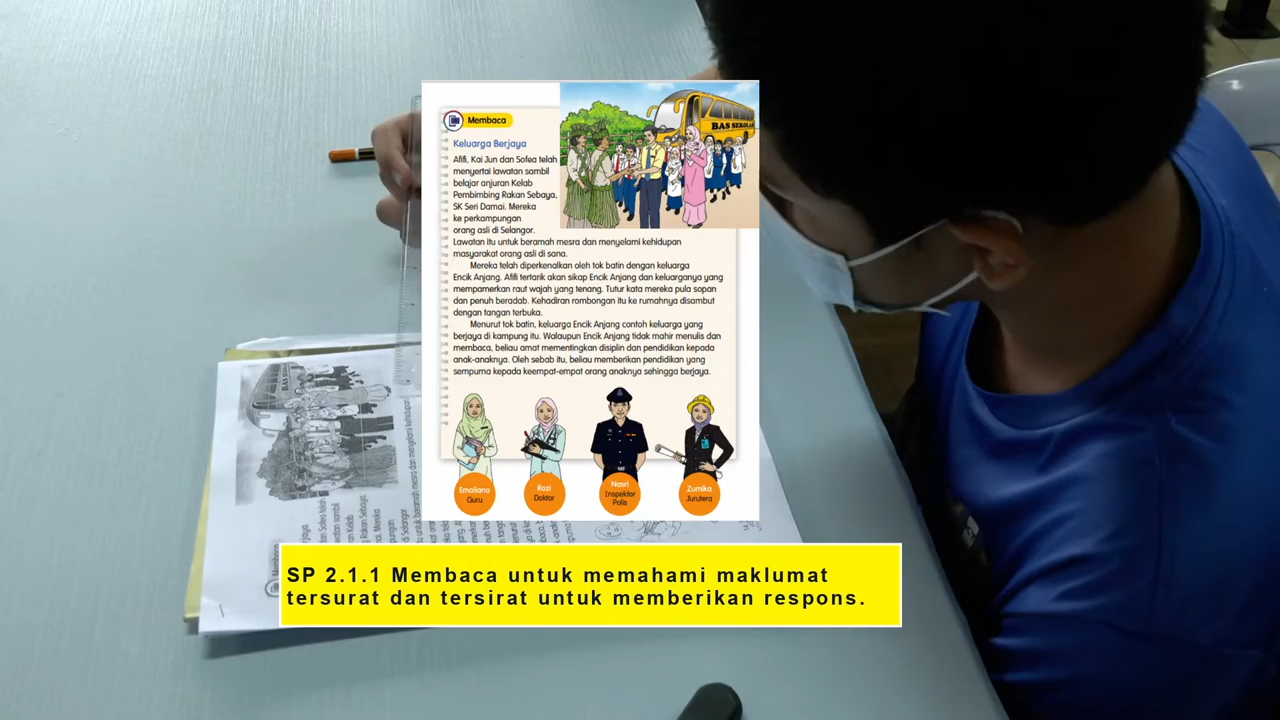 Membaca
BAS SEKOLAH
Keluarga Berjaya
Afifi, Kai Jun dan Sofea telah
menyertai lawatan sambil
belajar anjuran Kelab
Pembimbing Rakan Sebaya,
SK Seri Damai. Mereka
ke perkampungan
orang asli di Selangor.
Lawatan itu untuk beramah mesra dan menyelami kehidupan
masyarakat orang asli di sana.
Mereka telah diperkenalkan oleh tok batin dengan keluarga
Encik Anjang. Afifi tertarik akan sikap Encik Anjang dan keluarganya yang
mempamerkan raut wajah yang tenang. Tutur kata mereka pula sopan
dan penuh beradab. Kehadiran rombongan itu ke rumahnya disambut
dengan tangan terbuka.
Menurut tok batin, keluarga Encik Anjang contoh keluarga yang
berjaya di kampung itu. Walaupun Encik Anjang tidak mahir menulis dan
membaca, beliau amat mementingkan disiplin dan pendidikan kepada
anak-anaknya. Oleh sebab itu, beliau memberikan pendidikan yang
sempurna kepada keempat-empat orang anaknya sehingga berjaya.
Emaliana
Guru
Razi
Doktor
Nasri
Inspektor
Polis
Zumika
Jurutera
SP 2.1.1 Membaca untuk memahami maklumat
tersurat dan tersirat untuk memberikan respons.